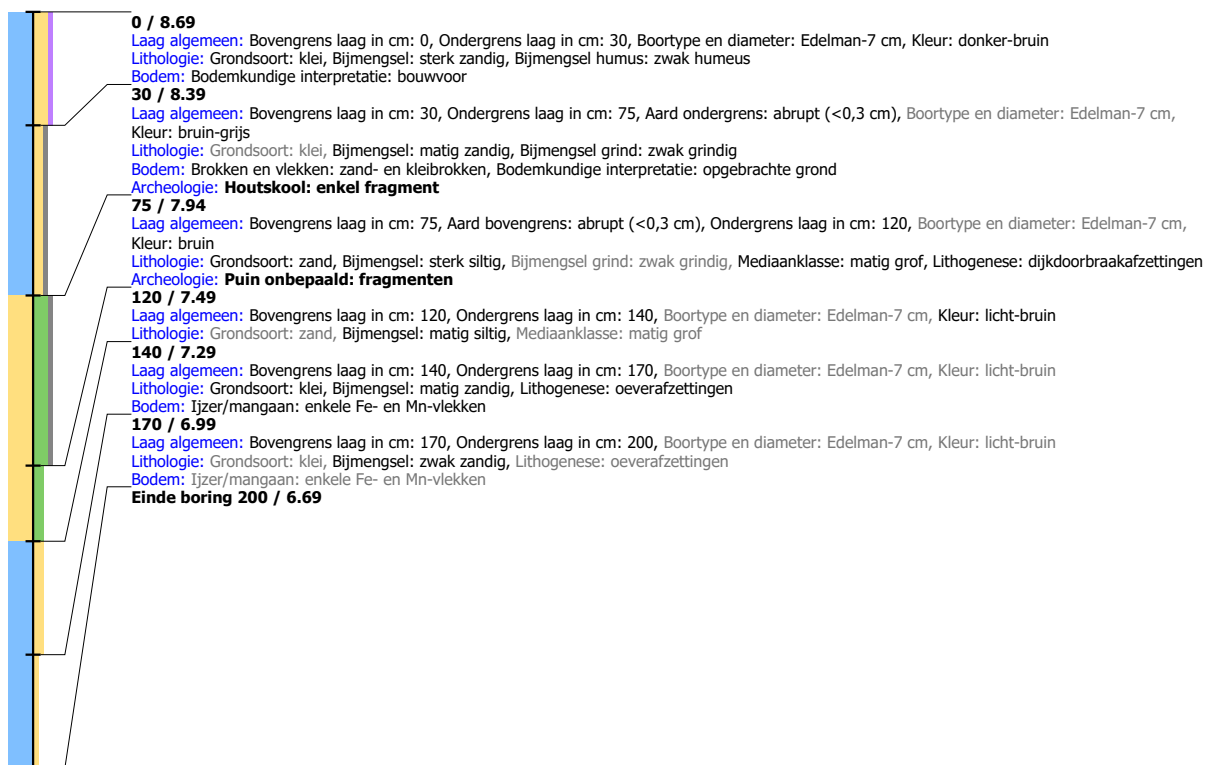 0 / 8.69
Laag algemeen: Bovengrens laag in cm: 0, Ondergrens laag in cm: 30, Boortype en diameter: Edelman-7 cm, Kleur: donker-bruin
Lithologie: Grondsoort: klei, Bijmengsel: sterk zandig, Bijmengsel humus: zwak humeus
Bodem: Bodemkundige interpretatie: bouwvoor
30 / 8.39
Laag algemeen: Bovengrens laag in cm: 30, Ondergrens laag in cm: 75, Aard ondergrens: abrupt (<0,3 cm), Boortype en diameter: Edelman-7 cm,
Kleur: bruin-grijs
Lithologie: Grondsoort: klei, Bijmengsel: matig zandig, Bijmengsel grind: zwak grindig
Bodem: Brokken en vlekken: zand- en kleibrokken, Bodemkundige interpretatie: opgebrachte grond
Archeologie: Houtskool: enkel fragment
75 / 7.94
Laag algemeen: Bovengrens laag in cm: 75, Aard bovengrens: abrupt (<0,3 cm), Ondergrens laag in cm: 120, Boortype en diameter: Edelman-7 cm,
Kleur: bruin
Lithologie: Grondsoort: zand, Bijmengsel: sterk siltig, Bijmengsel grind: zwak grindig, Mediaanklasse: matig grof, Lithogenese: dijkdoorbraakafzettingen
Archeologie: Puin onbepaald: fragmenten
120 / 7.49
Laag algemeen: Bovengrens laag in cm: 120, Ondergrens laag in cm: 140, Boortype en diameter: Edelman-7 cm, Kleur: licht-bruin
Lithologie: Grondsoort: zand, Bijmengsel: matig siltig, Mediaanklasse: matig grof
140 / 7.29
Laag algemeen: Bovengrens laag in cm: 140, Ondergrens laag in cm: 170, Boortype en diameter: Edelman-7 cm, Kleur: licht-bruin
Lithologie: Grondsoort: klei, Bijmengsel: matig zandig, Lithogenese: oeverafzettingen
Bodem: Ijzer/mangaan: enkele Fe- en Mn-vlekken
170 / 6.99
Laag algemeen: Bovengrens laag in cm: 170, Ondergrens laag in cm: 200, Boortype en diameter: Edelman-7 cm, Kleur: licht-bruin
Lithologie: Grondsoort: klei, Bijmengsel: zwak zandig, Lithogenese: oeverafzettingen
Bodem: Ijzer/mangaan: enkele Fe- en Mn-vlekken
Einde boring 200 / 6.69